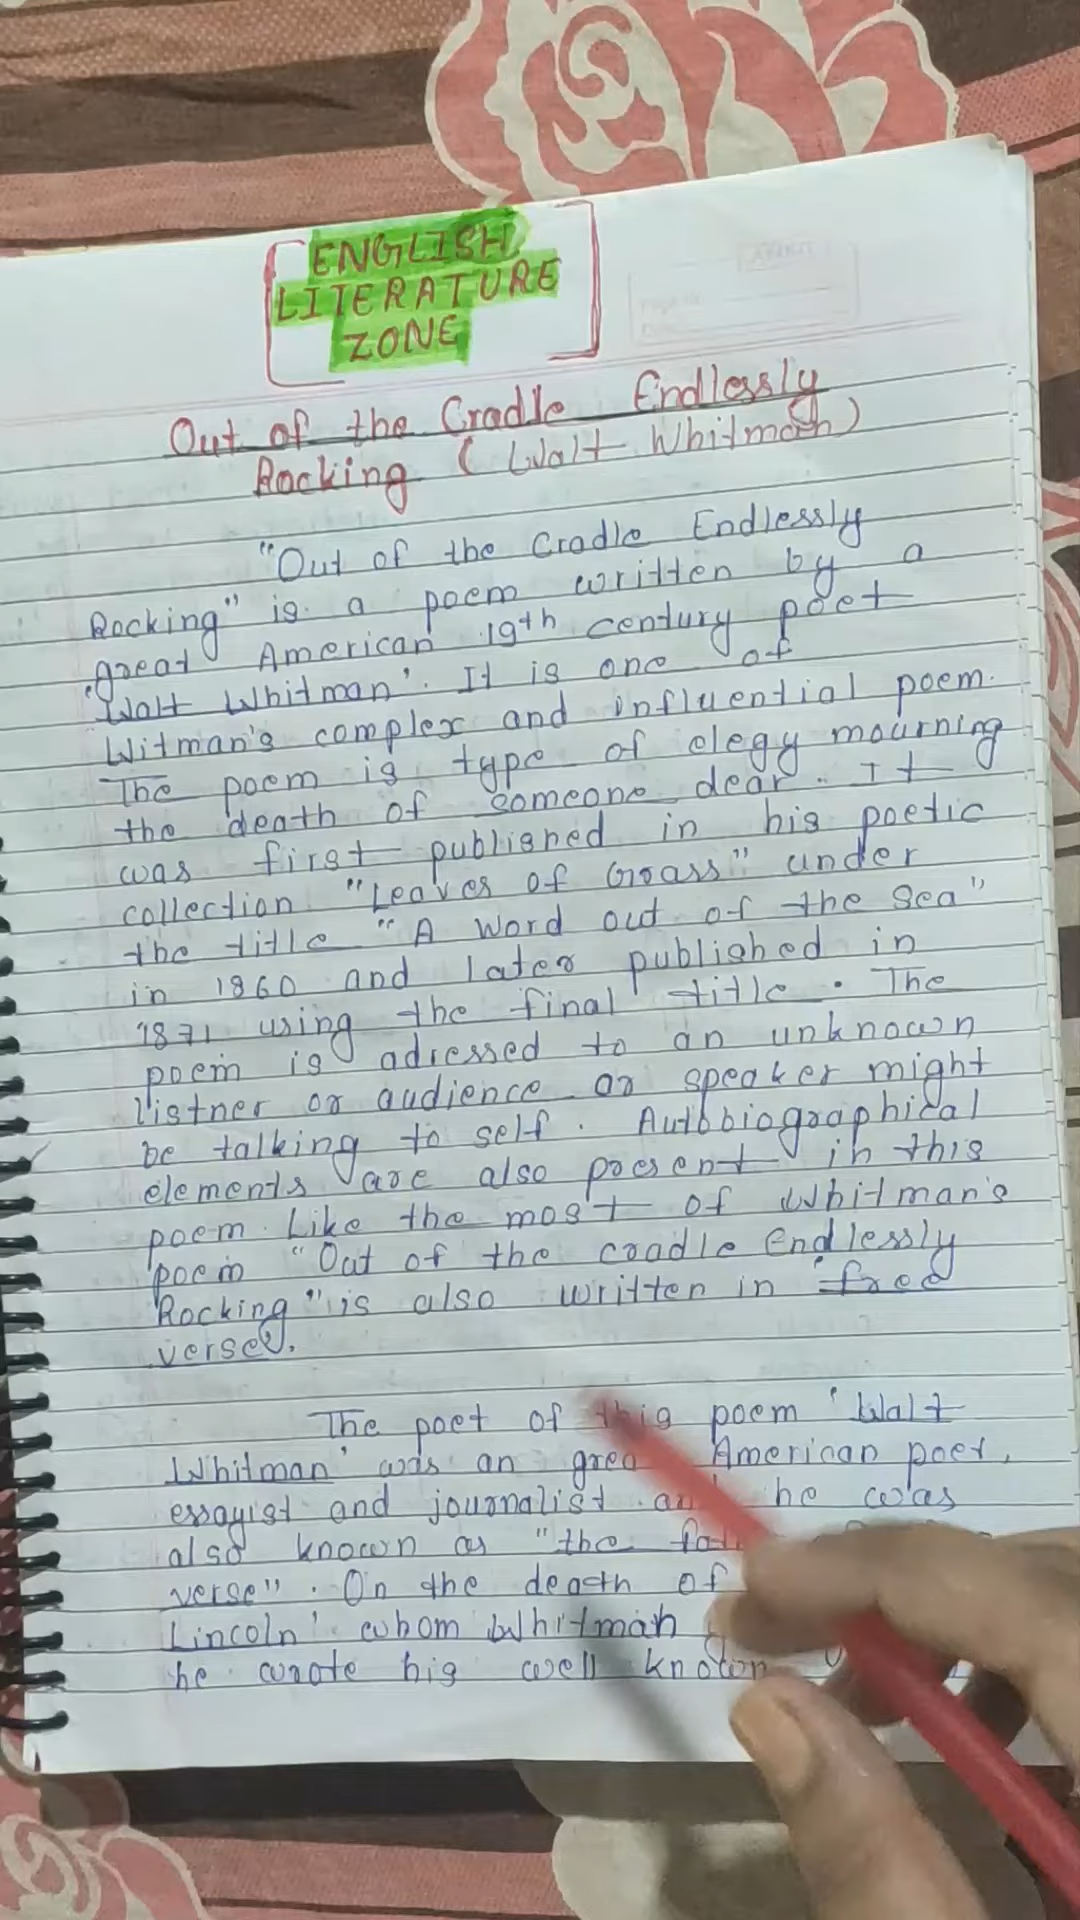 ENGLISH
LITERATURE
ZONE
Out of the Cradle Endlessly
Rocking (Walt Whitman)
"Out of the Cradle Endlessly
Rocking" is a poem written by a
great American 19th century poet
'Walt Whitman'. It is one of
Witman's complex and influential poem.
The poem is type of elegy mourning
the death of someone dear. It
was first published in his poetic
collection "Leaves of Grass" under
the title "A Word out of the Sea"
in 1860 and later published in
1871 using the final title. The
poem is adressed to an unknown
listner or audience or speaker might
be talking to self. Autobiographical
elements are also present in this
poem. Like the most of Whitman's
poem "Out of the cradle Endlessly
Rocking" is also written in 'free
verse'.
The poet of this poem 'Walt
Whitman' was an American poet,
essayist and journalist he was
also known as "the
verse". On the death of
Lincoln' whom Whitman
he wrote his well known